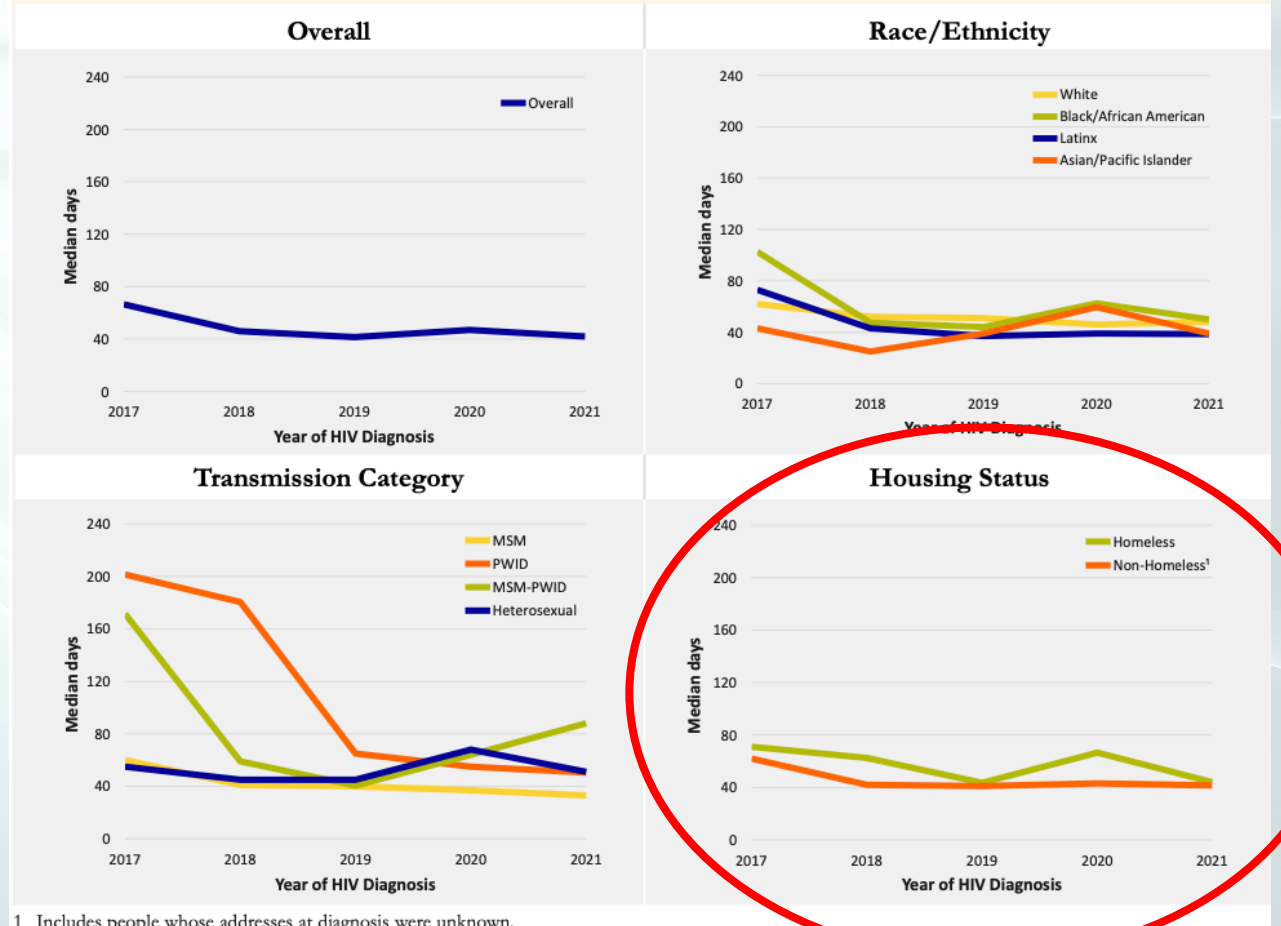 Overall
240
200
160
120
80
40
0
Median days
Overall
2017 2018 2019 2020 2021
Year of HIV Diagnosis
Race/Ethnicity
240
200
160
120
80
40
0
Median days
White
Black/African American
Latinx
Asian/Pacific Islander
2017 2018 2019 2020 2021
Year of HIV Diagnosis
Transmission Category
240
200
160
120
80
40
0
Median days
MSM
PWID
MSM-PWID
Heterosexual
2017 2018 2019 2020 2021
Year of HIV Diagnosis
Housing Status
240
200
160
120
80
40
0
Median days
Homeless
Non-Homeless¹
2017 2018 2019 2020 2021
Year of HIV Diagnosis
1 Includes people whose addresses at diagnosis were unknown.